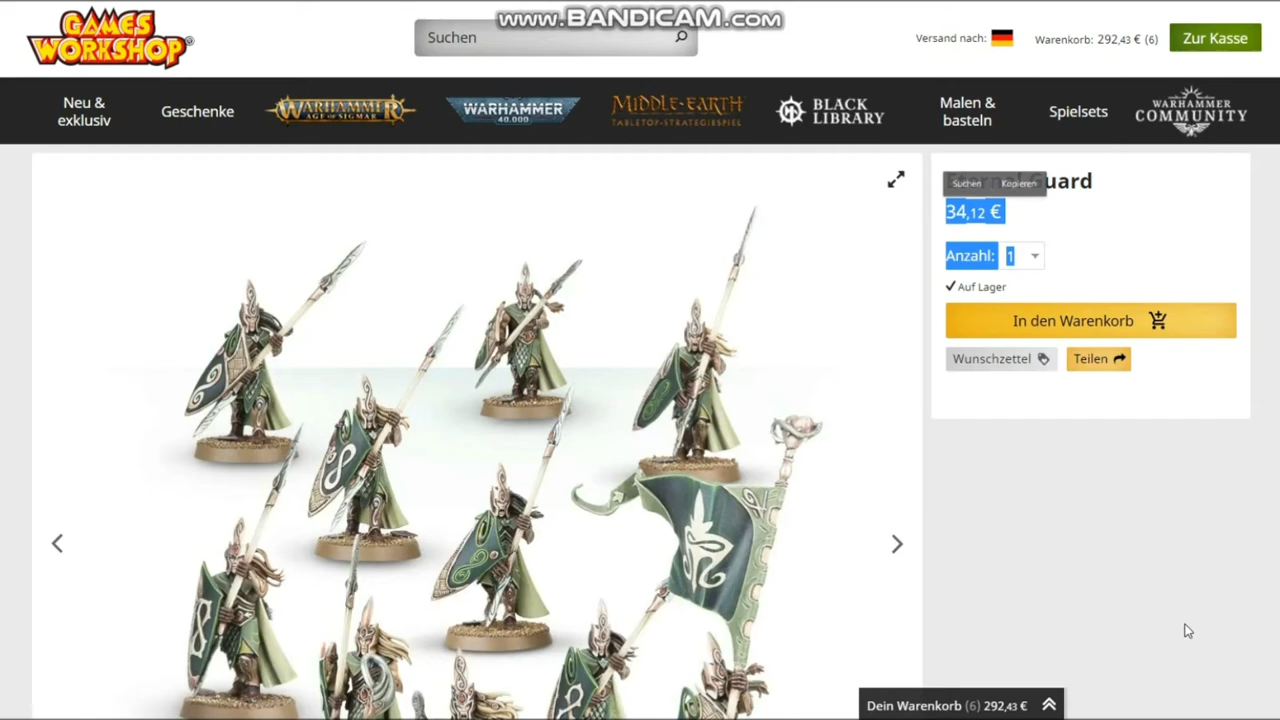 www.BANDICAM.com
GAMES WORKSHOP
Suchen
Versand nach:
Warenkorb: 292,43 € (6)
Zur Kasse
Neu & exklusiv
Geschenke
WARHAMMER AGE OF SIGMAR
WARHAMMER 40,000
MIDDLE-EARTH TABLETOP-STRATEGIESPIEL
BLACK LIBRARY
Malen & basteln
Spielsets
WARHAMMER COMMUNITY
Suchen Kopieren
Eternal Guard
34,12 €
Anzahl: 1
Auf Lager
In den Warenkorb
Wunschzettel
Teilen
Dein Warenkorb (6) 292,43 €